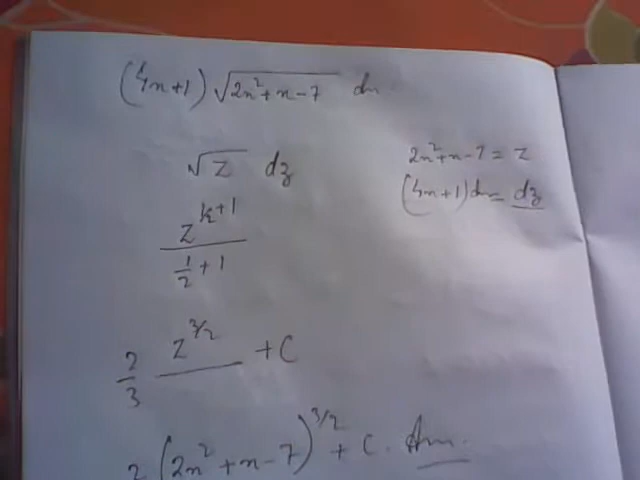 (4x+1) √(2x²+x-7) dx
√z dz
2x²+x-7 = z
(4x+1)dx = dz
z^(½+1) / (½+1)
2/3 z^(3/2) + C
2 (2x²+x-7)^(3/2) + C. Ans.